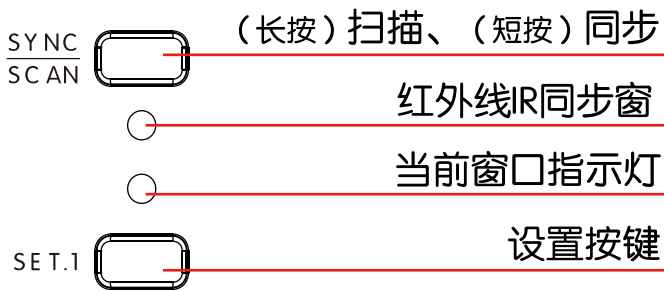 SYNC
SCAN
（长按）扫描、（短按）同步
红外线IR同步窗
当前窗口指示灯
SET.1
设置按键